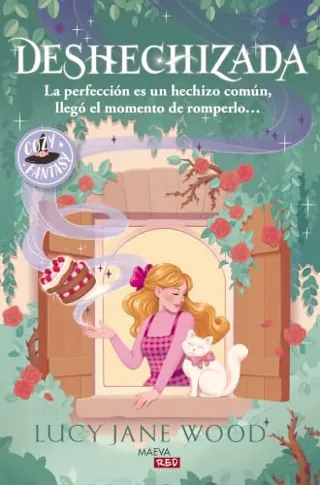 DESHECHIZADA
La perfección es un hechizo común,
llegó el momento de romperlo...
COZY
FANTASY
LUCY JANE WOOD
MAEVA
RED